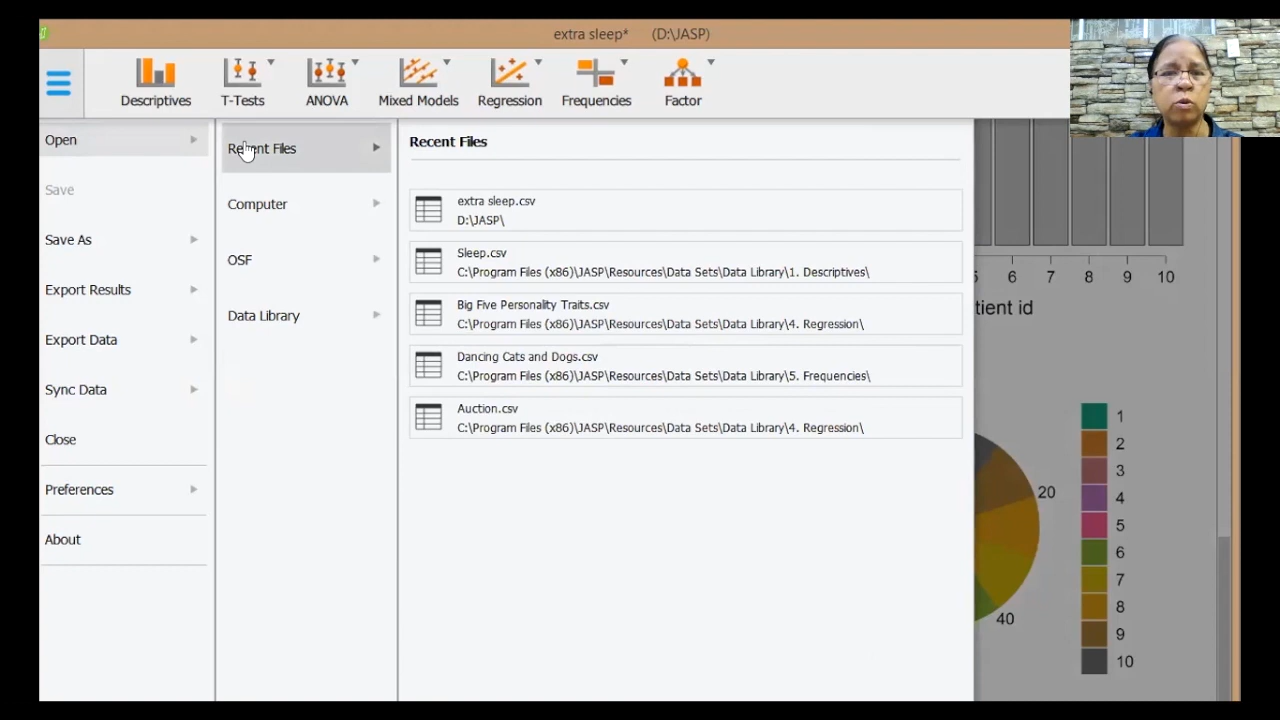 extra sleep* (D:\JASP)
Descriptives T-Tests ANOVA Mixed Models Regression Frequencies Factor
Open
Save
Save As
Export Results
Export Data
Sync Data
Close
Preferences
About
Recent Files
Computer
OSF
Data Library
Recent Files
extra sleep.csv
D:\JASP\
Sleep.csv
C:\Program Files (x86)\JASP\Resources\Data Sets\Data Library\1. Descriptives\
Big Five Personality Traits.csv
C:\Program Files (x86)\JASP\Resources\Data Sets\Data Library\4. Regression\
Dancing Cats and Dogs.csv
C:\Program Files (x86)\JASP\Resources\Data Sets\Data Library\5. Frequencies\
Auction.csv
C:\Program Files (x86)\JASP\Resources\Data Sets\Data Library\4. Regression\
6 7 8 9 10
tient id
20
40
1
2
3
4
5
6
7
8
9
10